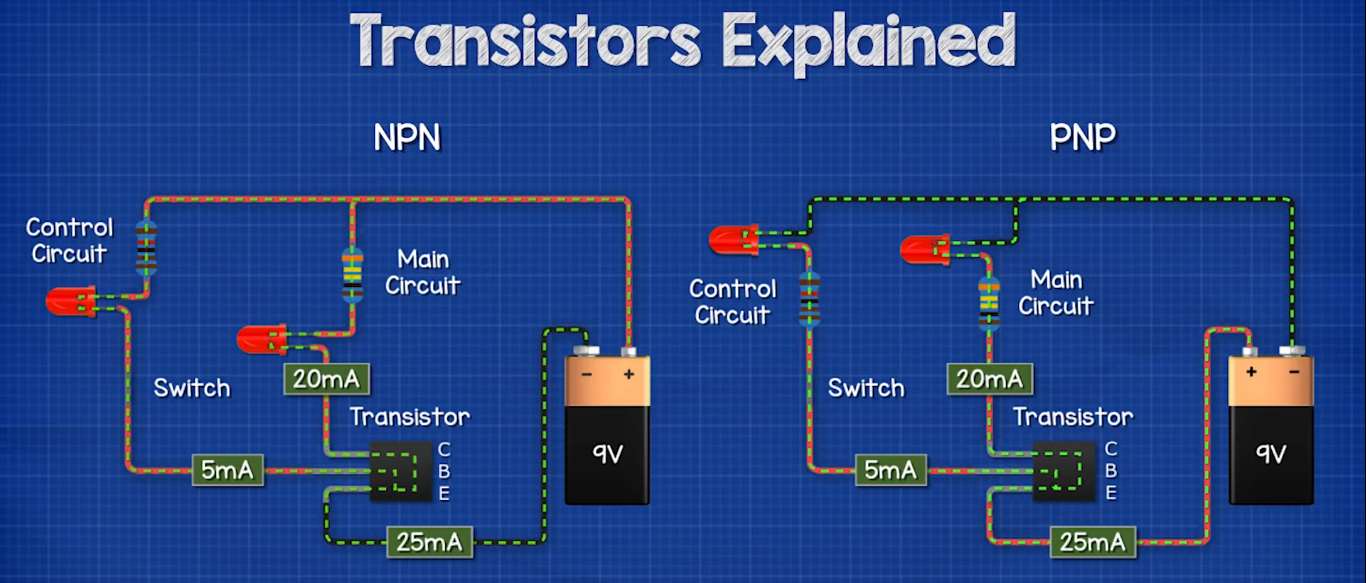 Transistors Explained
NPN
Control
Circuit
Main
Circuit
Switch
20mA
Transistor
C
B
E
5mA
25mA
- +
9V
PNP
Control
Circuit
Main
Circuit
Switch
20mA
Transistor
C
B
E
5mA
25mA
+ -
9V